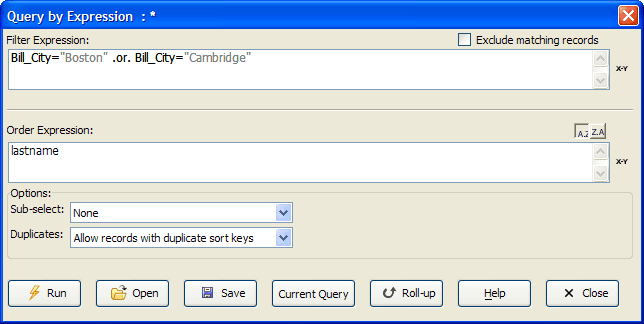 Query by Expression : *
Filter Expression:
Exclude matching records
Bill_City="Boston" .or. Bill_City="Cambridge"
X-Y
Order Expression:
A.Z Z.A
lastname
X-Y
Options:
Sub-select: None
Duplicates: Allow records with duplicate sort keys
Run Open Save Current Query Roll-up Help Close